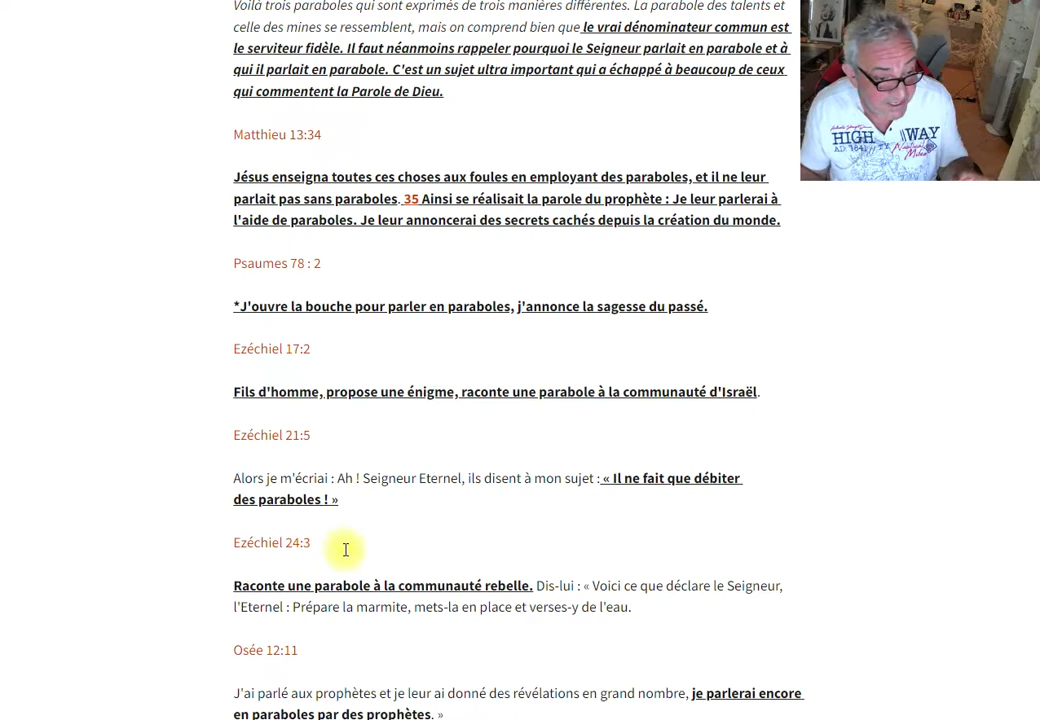 Voilà trois paraboles qui sont exprimés de trois manières différentes. La parabole des talents et
celle des mines se ressemblent, mais on comprend bien que le vrai dénominateur commun est
le serviteur fidèle. Il faut néanmoins rappeler pourquoi le Seigneur parlait en parabole et à
qui il parlait en parabole. C'est un sujet ultra important qui a échappé à beaucoup de ceux
qui commentent la Parole de Dieu.
Matthieu 13:34
Jésus enseigna toutes ces choses aux foules en employant des paraboles, et il ne leur
parlait pas sans paraboles. 35 Ainsi se réalisait la parole du prophète : Je leur parlerai à
l'aide de paraboles. Je leur annoncerai des secrets cachés depuis la création du monde.
Psaumes 78 : 2
*J'ouvre la bouche pour parler en paraboles, j'annonce la sagesse du passé.
Ezéchiel 17:2
Fils d'homme, propose une énigme, raconte une parabole à la communauté d'Israël.
Ezéchiel 21:5
Alors je m'écriai : Ah ! Seigneur Eternel, ils disent à mon sujet : « Il ne fait que débiter
des paraboles ! »
Ezéchiel 24:3
Raconte une parabole à la communauté rebelle. Dis-lui : « Voici ce que déclare le Seigneur,
l'Eternel : Prépare la marmite, mets-la en place et verses-y de l'eau.
Osée 12:11
J'ai parlé aux prophètes et je leur ai donné des révélations en grand nombre, je parlerai encore
en paraboles par des prophètes. »
HIGH WAY